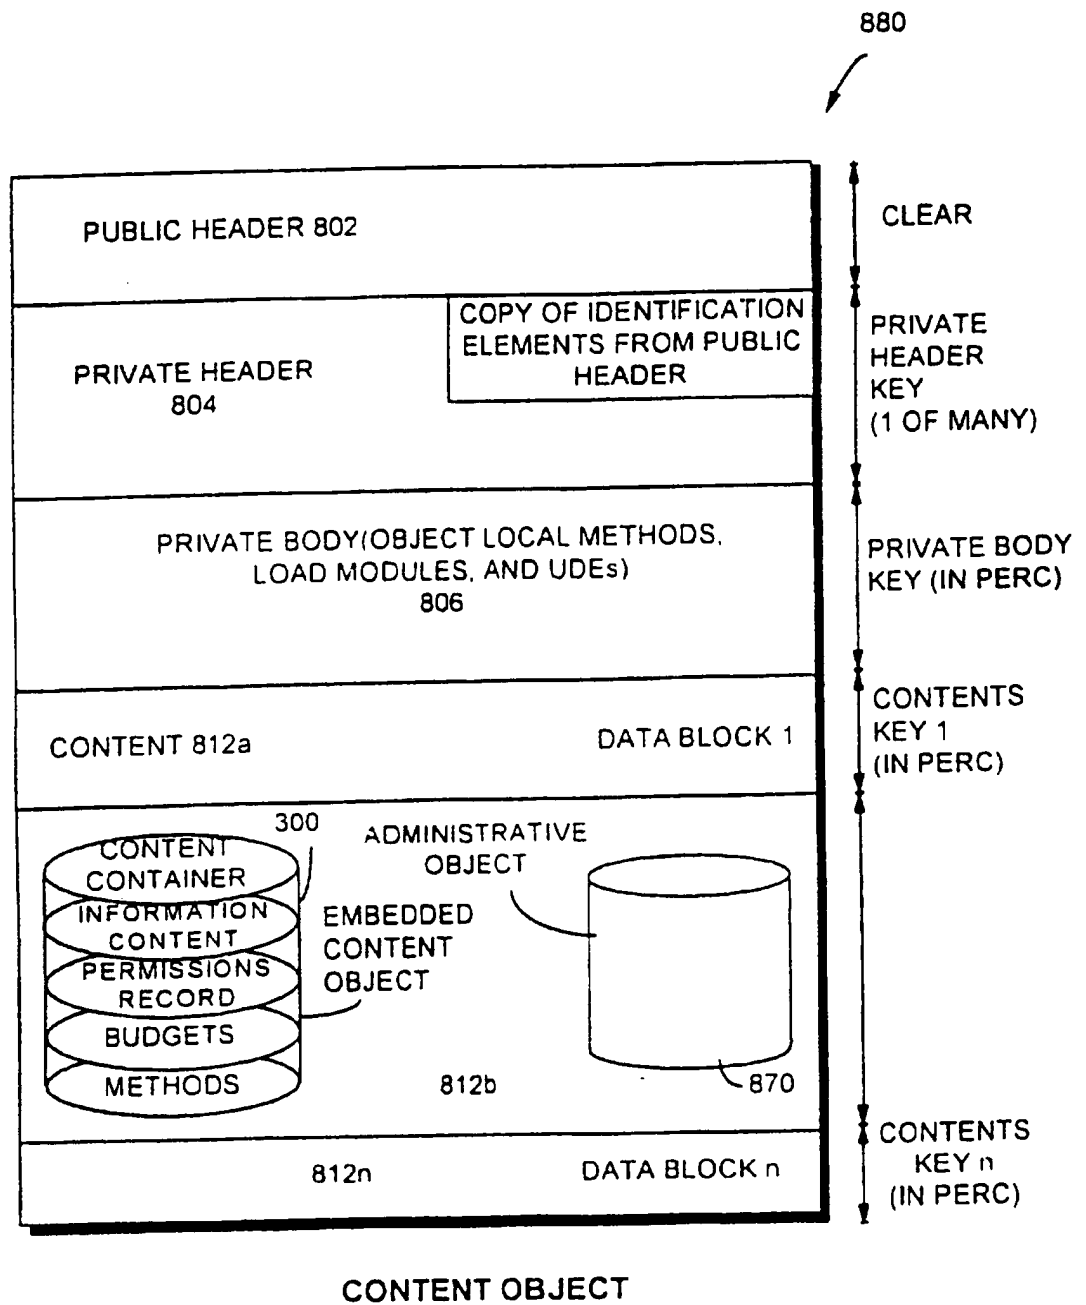 880
PUBLIC HEADER 802
CLEAR
COPY OF IDENTIFICATION
ELEMENTS FROM PUBLIC
HEADER
PRIVATE HEADER
804
PRIVATE
HEADER
KEY
(1 OF MANY)
PRIVATE BODY(OBJECT LOCAL METHODS,
LOAD MODULES, AND UDEs)
806
PRIVATE BODY
KEY (IN PERC)
CONTENT 812a
DATA BLOCK 1
CONTENTS
KEY 1
(IN PERC)
300
CONTENT
CONTAINER
INFORMATION
CONTENT
PERMISSIONS
RECORD
BUDGETS
METHODS
EMBEDDED
CONTENT
OBJECT
ADMINISTRATIVE
OBJECT
870
812b
812n
DATA BLOCK n
CONTENTS
KEY n
(IN PERC)
CONTENT OBJECT